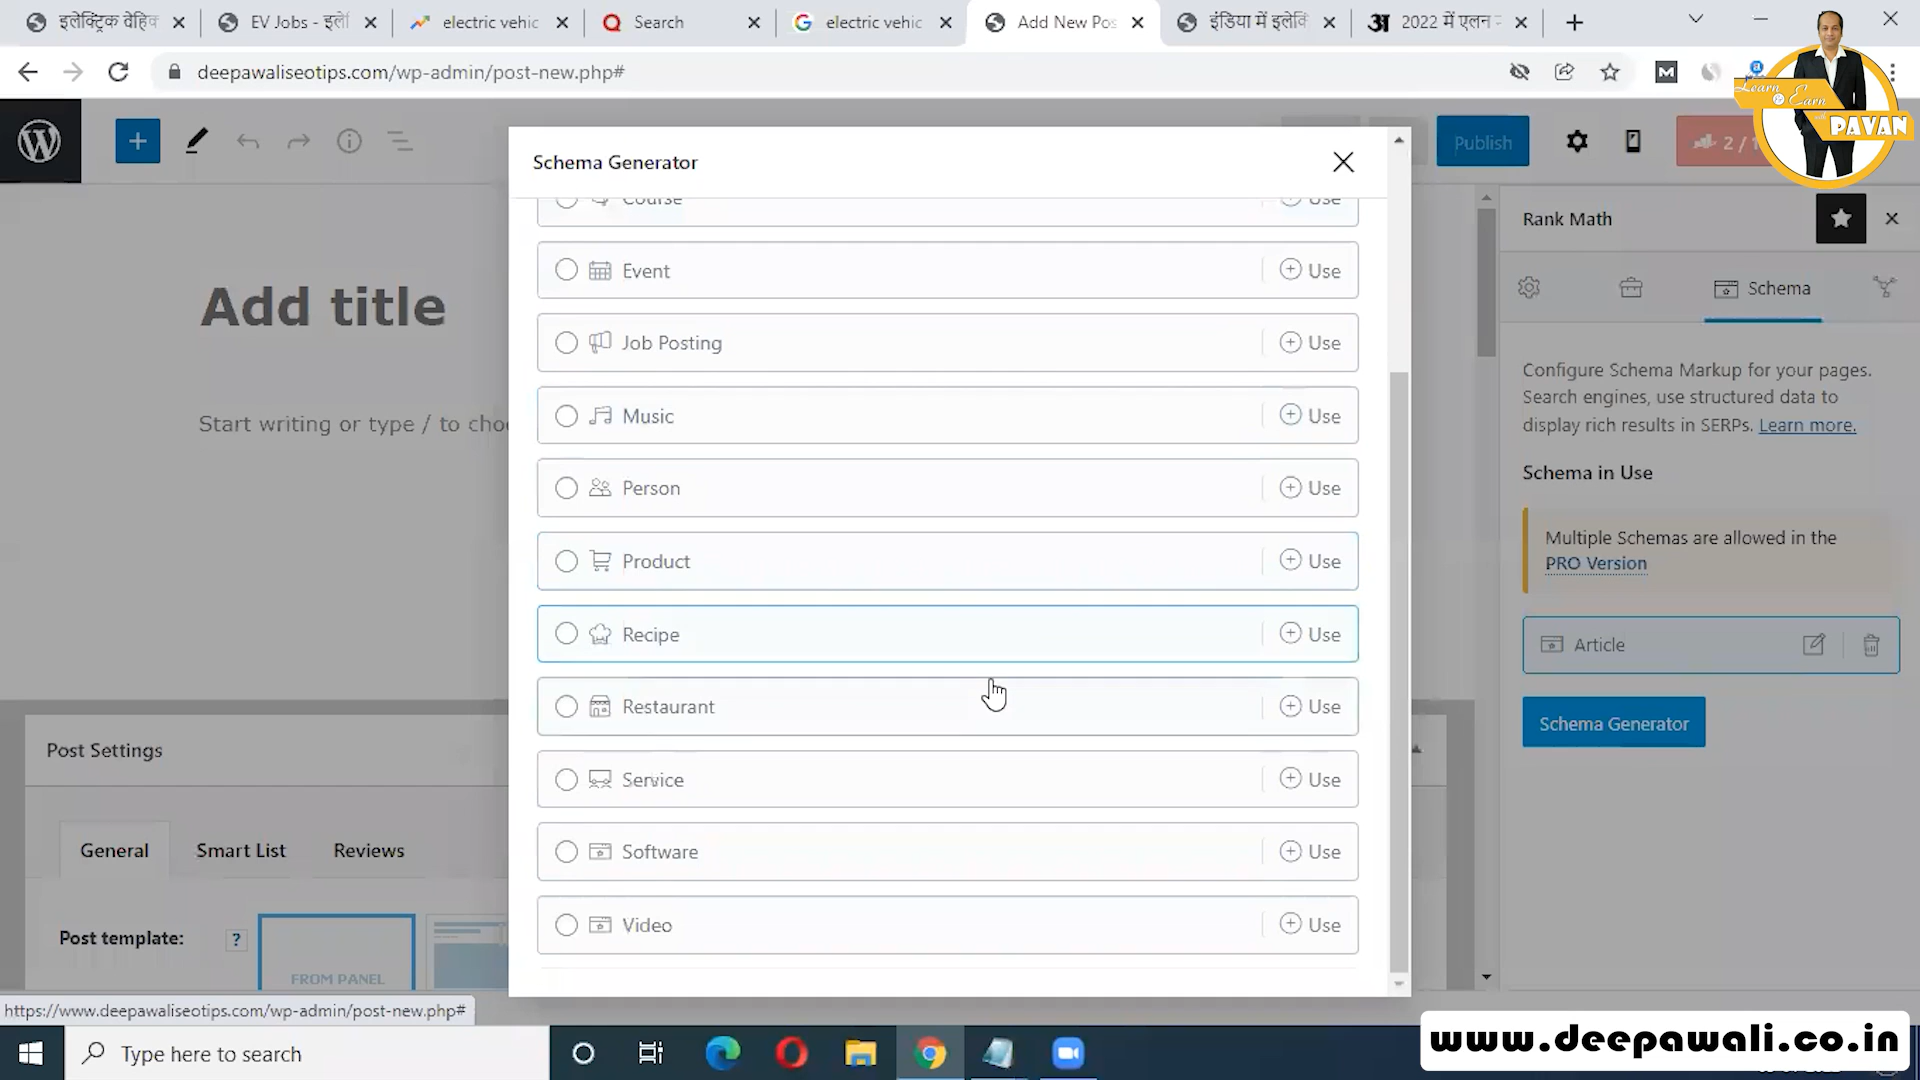 इलेक्ट्रिक वेहिक
EV Jobs - इले
electric vehic
Search
electric vehic
Add New Pos
इंडिया में इलेक्ट्रि
2022 में एलन
deepawaliseotips.com/wp-admin/post-new.php#
Learn & Earn
with
PAVAN
Publish
2 / 1
Schema Generator
Course
Use
Event
Use
Job Posting
Use
Music
Use
Person
Use
Product
Use
Recipe
Use
Restaurant
Use
Service
Use
Software
Use
Video
Use
Add title
Start writing or type / to cho
Rank Math
Schema
Configure Schema Markup for your pages.
Search engines, use structured data to
display rich results in SERPs. Learn more.
Schema in Use
Multiple Schemas are allowed in the
PRO Version
Article
Schema Generator
Post Settings
General
Smart List
Reviews
Post template:
?
FROM PANEL
https://www.deepawaliseotips.com/wp-admin/post-new.php#
Type here to search
www.deepawali.co.in